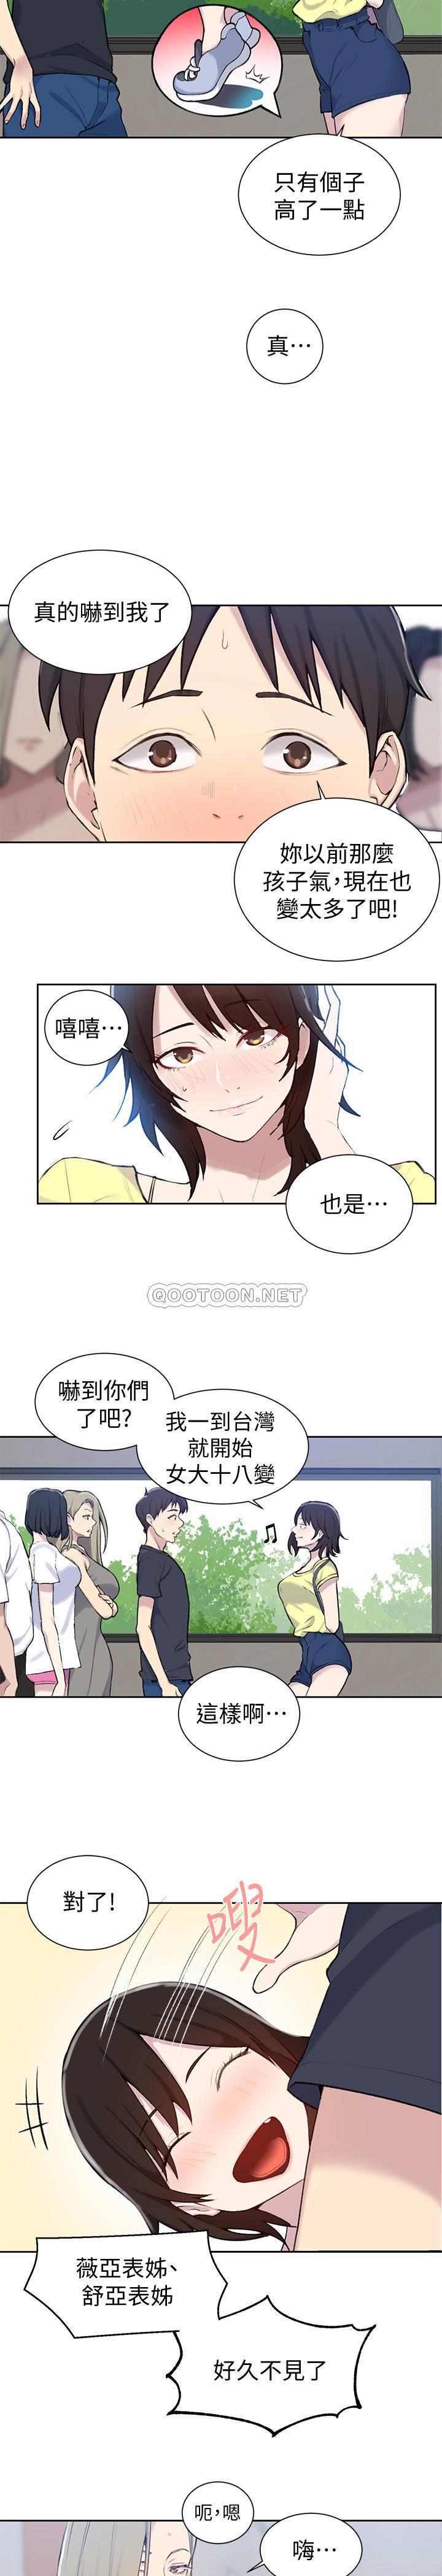 只有個子
高了一點
真⋯
真的嚇到我了
妳以前那麼
孩子氣,現在也
變太多了吧!
嘻嘻⋯
也是⋯
QOOTOON.NET
嚇到你們
了吧?
我一到台灣
就開始
女大十八變
這樣啊⋯
對了!
嗖
薇亞表姊、
舒亞表姊
好久不見了
呃,嗯
嗨⋯